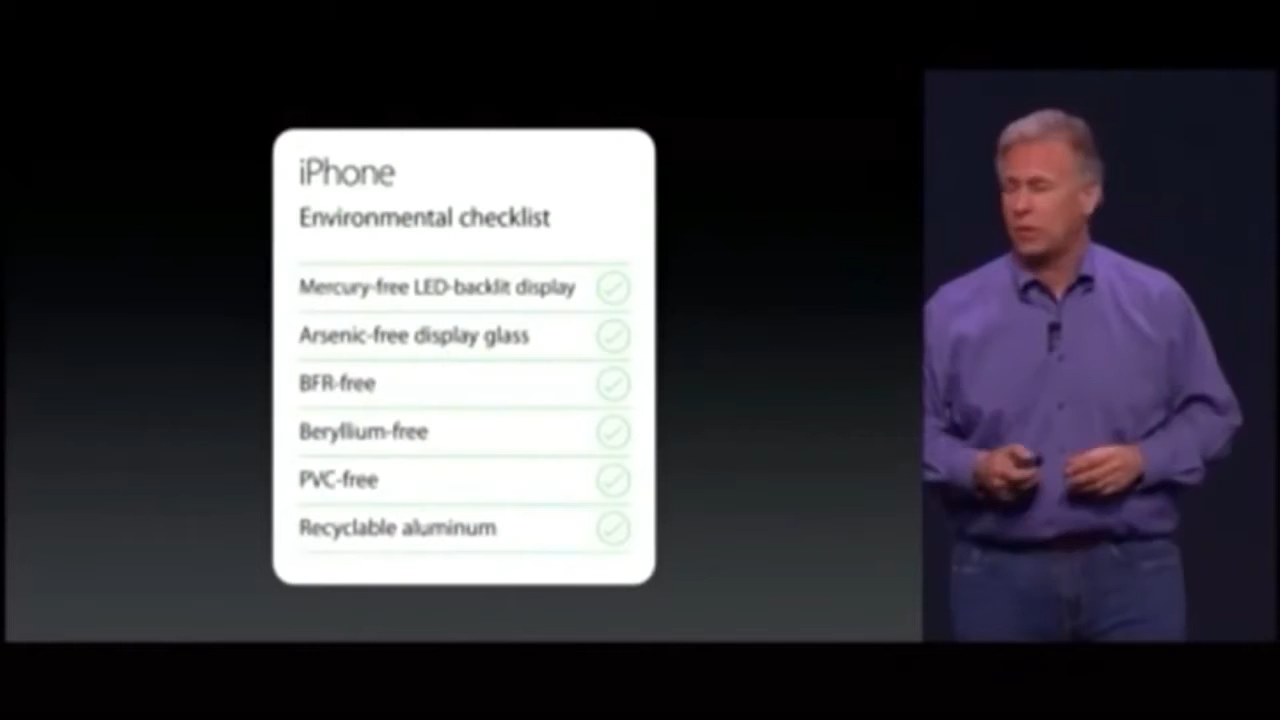 iPhone
Environmental checklist
Mercury-free LED-backlit display
Arsenic-free display glass
BFR-free
Beryllium-free
PVC-free
Recyclable aluminum